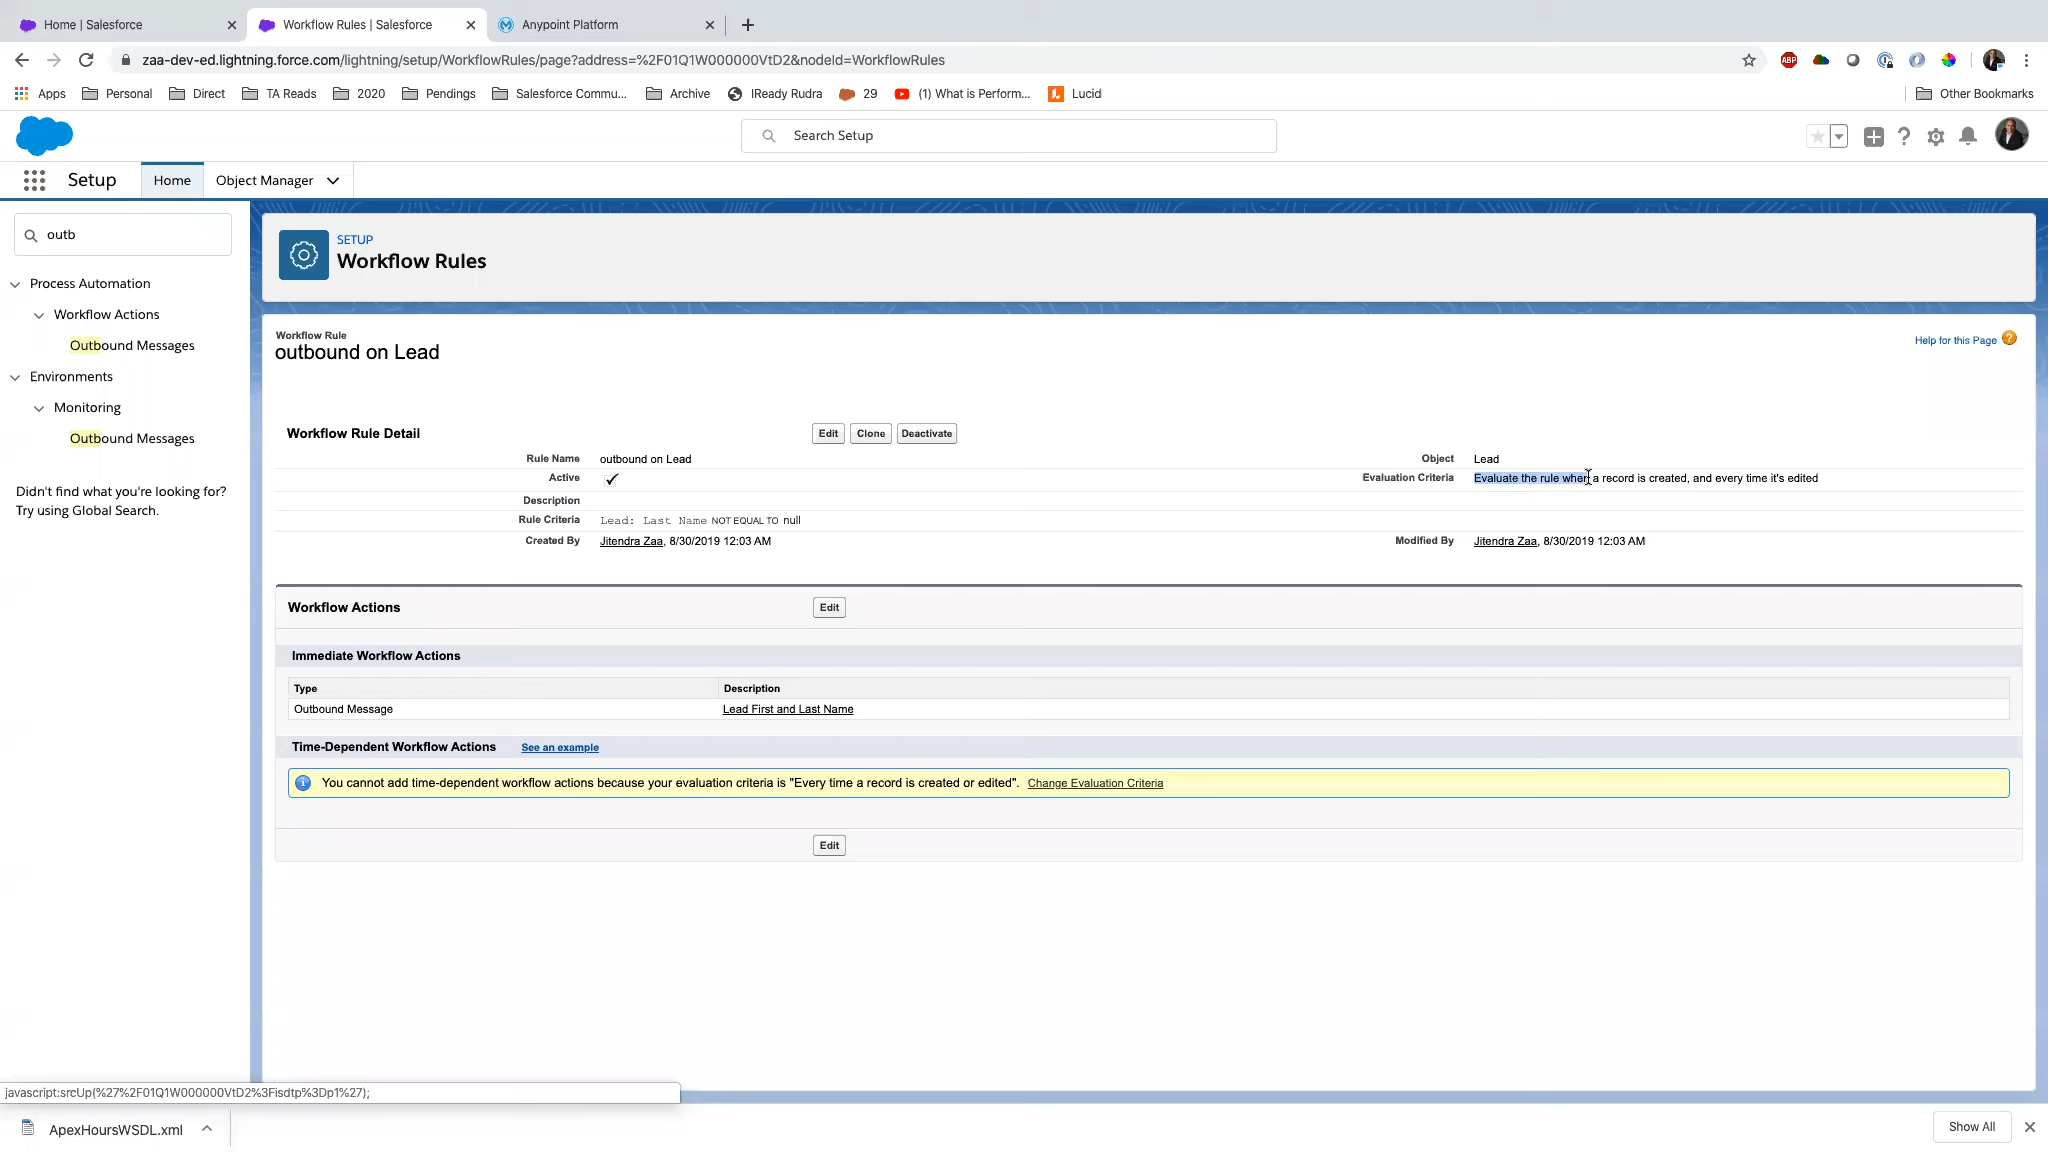 Home | Salesforce
Workflow Rules | Salesforce
Anypoint Platform
zaa-dev-ed.lightning.force.com/lightning/setup/WorkflowRules/page?address=%2F01Q1W000000VtD2&nodeId=WorkflowRules
ABP
Apps
Personal
Direct
TA Reads
2020
Pendings
Salesforce Commu...
Archive
IReady Rudra
29
(1) What is Perform...
Lucid
Other Bookmarks
Search Setup
Setup
Home
Object Manager
outb
Process Automation
Workflow Actions
Outbound Messages
Environments
Monitoring
Outbound Messages
Didn't find what you're looking for?
Try using Global Search.
SETUP
Workflow Rules
Workflow Rule
outbound on Lead
Help for this Page
Workflow Rule Detail
Edit
Clone
Deactivate
Rule Name outbound on Lead
Object Lead
Active
Evaluation Criteria Evaluate the rule when a record is created, and every time it's edited
Description
Rule Criteria Lead: Last Name NOT EQUAL TO null
Created By Jitendra Zaa, 8/30/2019 12:03 AM
Modified By Jitendra Zaa, 8/30/2019 12:03 AM
Workflow Actions
Edit
Immediate Workflow Actions
Type Description
Outbound Message Lead First and Last Name
Time-Dependent Workflow Actions See an example
You cannot add time-dependent workflow actions because your evaluation criteria is "Every time a record is created or edited". Change Evaluation Criteria
Edit
javascript:srcUp(%27%2F01Q1W000000VtD2%3Fisdtp%3Dp1%27);
ApexHoursWSDL.xml
Show All